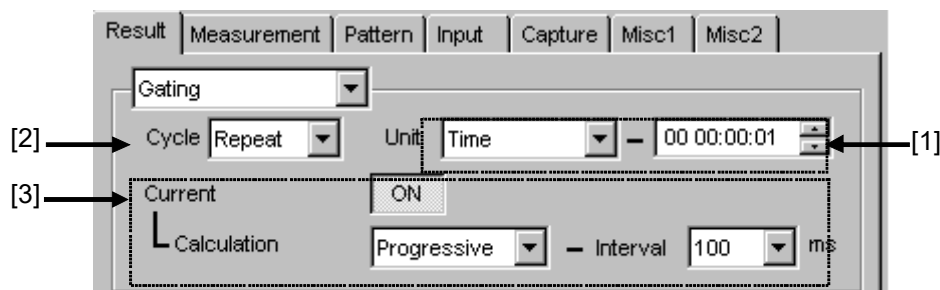 Result Measurement Pattern Input Capture Misc1 Misc2
Gating
[2] Cycle Repeat Unit Time – 00 00:00:01 [1]
[3] Current ON
Calculation Progressive – Interval 100 ms